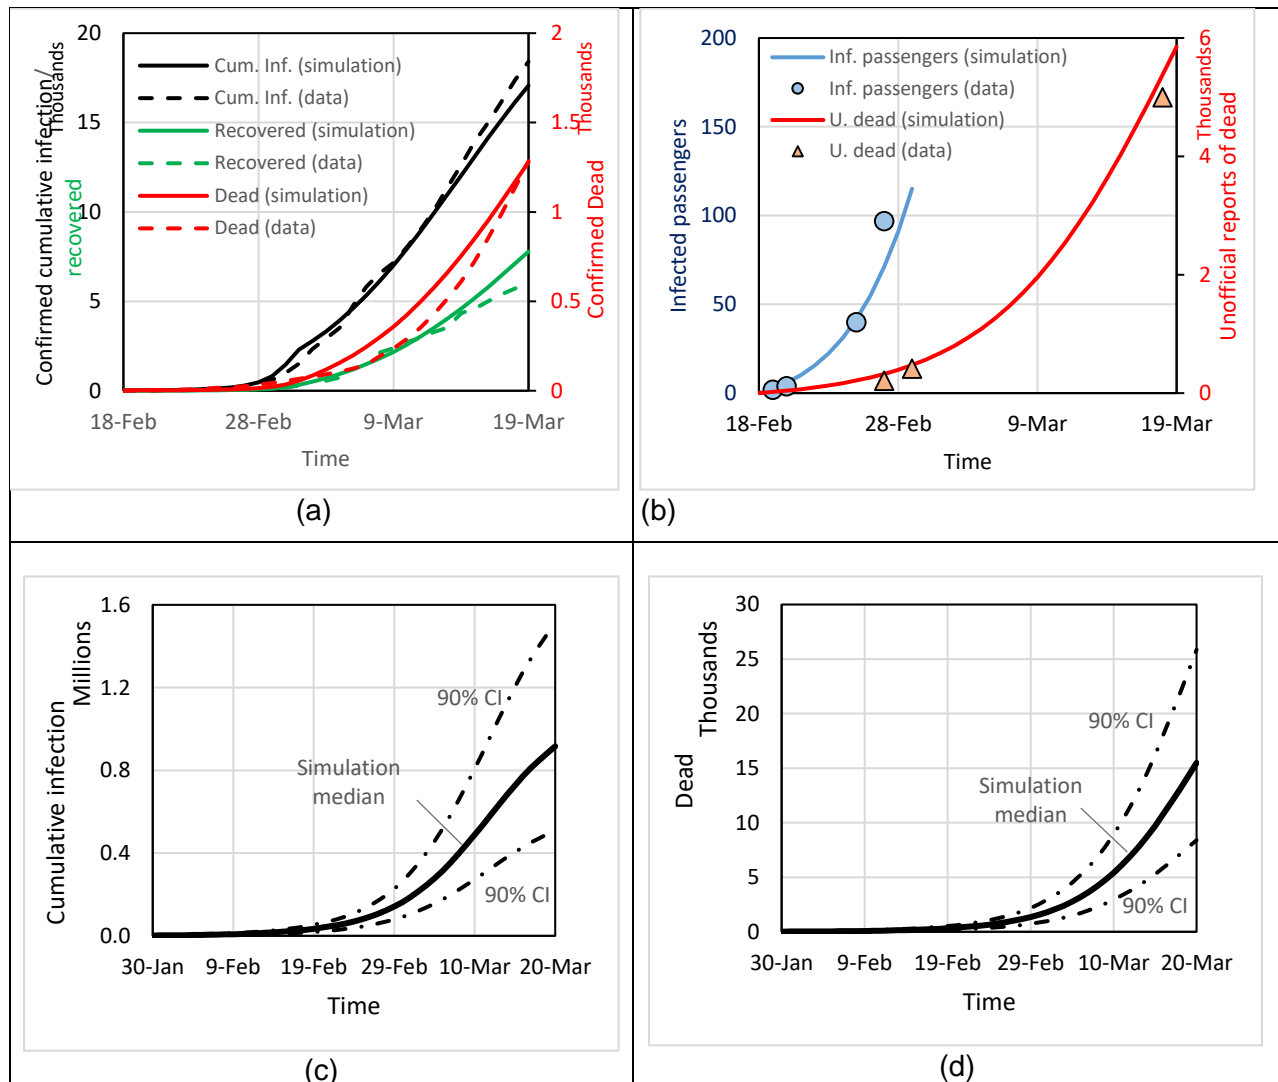 20
15
10
5
0
Confirmed cumulative infection/
recovered
Thousands
Cum. Inf. (simulation)
Cum. Inf. (data)
Recovered (simulation)
Recovered (data)
Dead (simulation)
Dead (data)
2
1.5
1
0.5
0
Thousands
Confirmed Dead
18-Feb 28-Feb 9-Mar 19-Mar
Time
(a)
200
150
100
50
0
Infected passengers
Inf. passengers (simulation)
Inf. passengers (data)
U. dead (simulation)
U. dead (data)
6
4
2
0
Thousands
Unofficial reports of dead
18-Feb 28-Feb 9-Mar 19-Mar
Time
(b)
1.6
1.2
0.8
0.4
0.0
Cumulative infection
Millions
90% CI
Simulation
median
90% CI
30-Jan 9-Feb 19-Feb 29-Feb 10-Mar 20-Mar
Time
(c)
30
25
20
15
10
5
0
Dead
Thousands
90% CI
Simulation
median
90% CI
30-Jan 9-Feb 19-Feb 29-Feb 10-Mar 20-Mar
Time
(d)